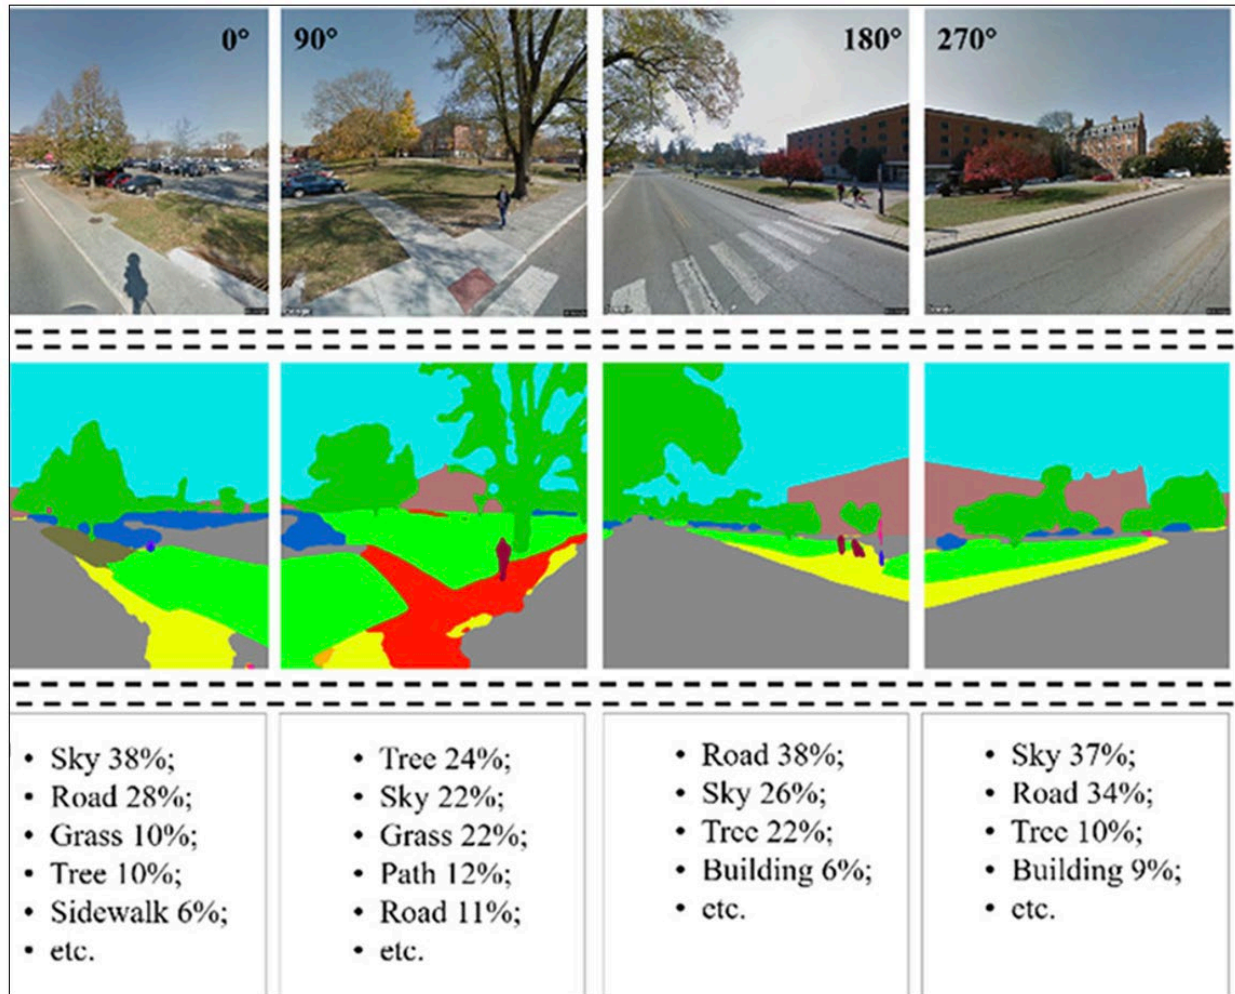 0°
90°
180°
270°
• Sky 38%;
• Road 28%;
• Grass 10%;
• Tree 10%;
• Sidewalk 6%;
• etc.
• Tree 24%;
• Sky 22%;
• Grass 22%;
• Path 12%;
• Road 11%;
• etc.
• Road 38%;
• Sky 26%;
• Tree 22%;
• Building 6%;
• etc.
• Sky 37%;
• Road 34%;
• Tree 10%;
• Building 9%;
• etc.